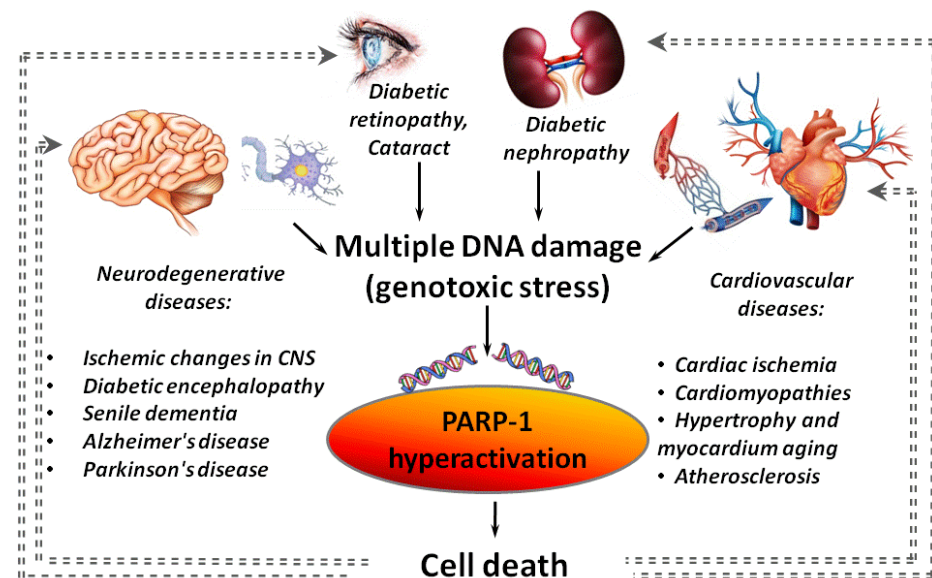 Diabetic
retinopathy,
Cataract
Diabetic
nephropathy
Multiple DNA damage
(genotoxic stress)
Neurodegenerative
diseases:
• Ischemic changes in CNS
• Diabetic encephalopathy
• Senile dementia
• Alzheimer's disease
• Parkinson's disease
Cardiovascular
diseases:
• Cardiac ischemia
• Cardiomyopathies
• Hypertrophy and
myocardium aging
• Atherosclerosis
PARP-1
hyperactivation
Cell death